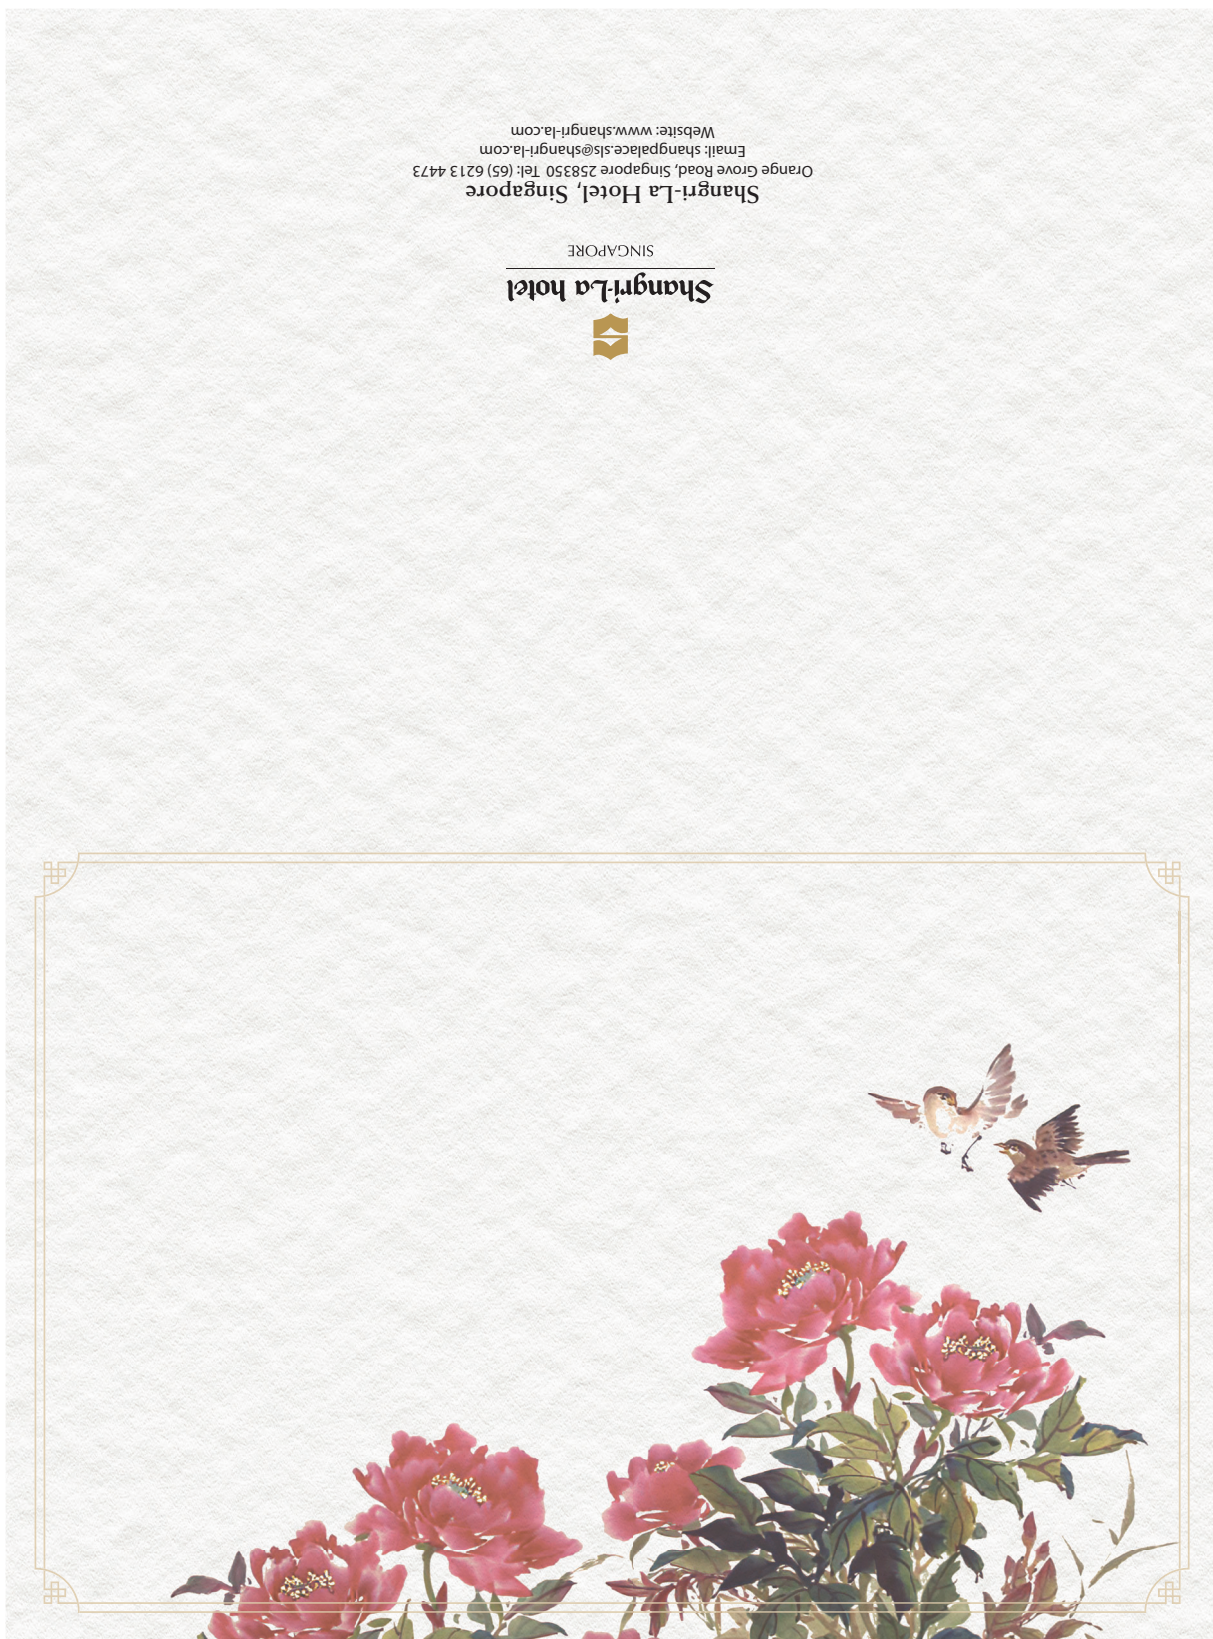 Shangri-La hotel
SINGAPORE
Shangri-La Hotel, Singapore
Orange Grove Road, Singapore 258350 Tel: (65) 6213 4473
Email: shangpalace.sls@shangri-la.com
Website: www.shangri-la.com